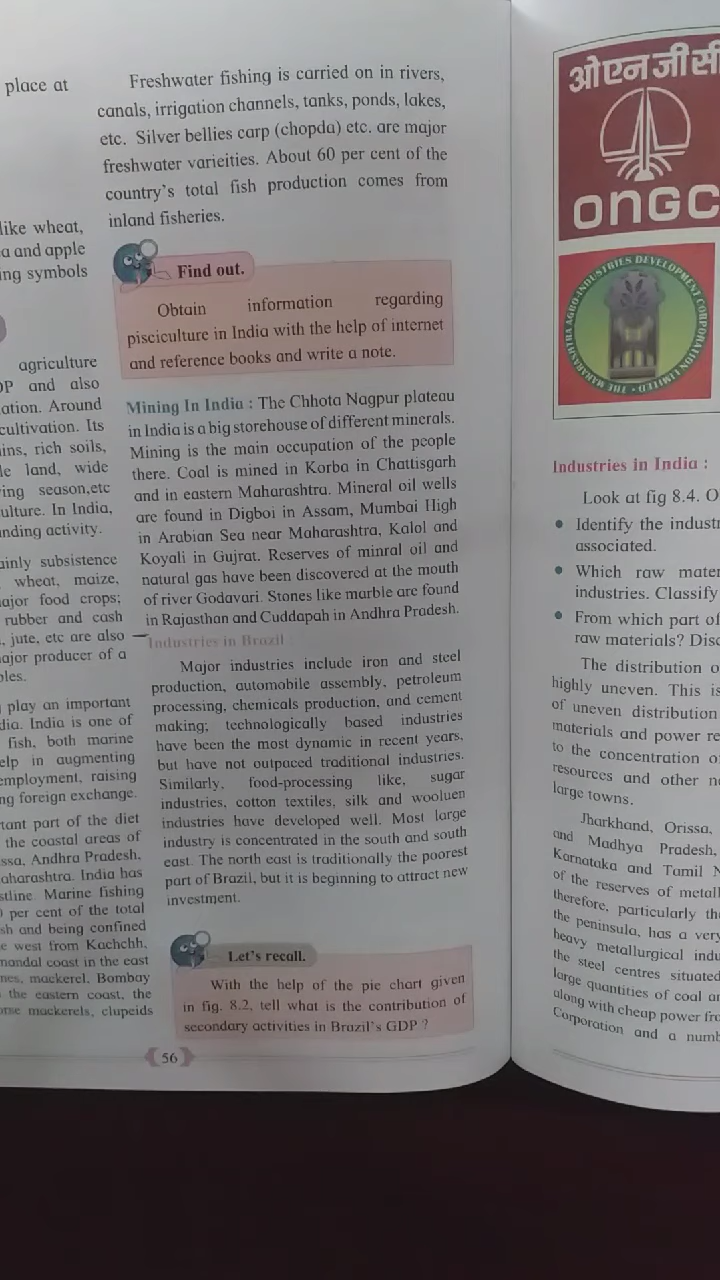 place at
like wheat,
a and apple
ing symbols
agriculture
OP and also
ation. Around
cultivation. Its
ins, rich soils,
le land, wide
ing season,etc
ulture. In India,
nding activity.
ainly subsistence
wheat, maize,
ajor food crops;
rubber and cash
, jute, etc are also
ajor producer of a
oles.
play an important
dia. India is one of
fish, both marine
elp in augmenting
employment, raising
ng foreign exchange.
tant part of the diet
the coastal areas of
ssa, Andhra Pradesh,
aharashtra. India has
stline. Marine fishing
0 per cent of the total
sh and being confined
e west from Kachchh,
mandal coast in the east
nes, mackerel, Bombay
the eastern coast, the
orse mackerels, clupeids
Freshwater fishing is carried on in rivers,
canals, irrigation channels, tanks, ponds, lakes,
etc. Silver bellies carp (chopda) etc. are major
freshwater varieities. About 60 per cent of the
country's total fish production comes from
inland fisheries.
Find out.
Obtain information regarding
pisciculture in India with the help of internet
and reference books and write a note.
Mining In India : The Chhota Nagpur plateau
in India is a big storehouse of different minerals.
Mining is the main occupation of the people
there. Coal is mined in Korba in Chattisgarh
and in eastern Maharashtra. Mineral oil wells
are found in Digboi in Assam, Mumbai High
in Arabian Sea near Maharashtra, Kalol and
Koyali in Gujrat. Reserves of minral oil and
natural gas have been discovered at the mouth
of river Godavari. Stones like marble are found
in Rajasthan and Cuddapah in Andhra Pradesh.
Industries in Brazil :
Major industries include iron and steel
production, automobile assembly, petroleum
processing, chemicals production, and cement
making; technologically based industries
have been the most dynamic in recent years,
but have not outpaced traditional industries.
Similarly, food-processing like, sugar
industries, cotton textiles, silk and wooluen
industries have developed well. Most large
industry is concentrated in the south and south
east. The north east is traditionally the poorest
part of Brazil, but it is beginning to attract new
investment.
Let's recall.
With the help of the pie chart given
in fig. 8.2, tell what is the contribution of
secondary activities in Brazil's GDP ?
56
ओएनजीसी
ONGC
THE MAHARASHTRA AGRO-INDUSTRIES DEVELOPMENT CORPORATION LIMITED
Industries in India :
Look at fig 8.4. O
• Identify the industr
associated.
• Which raw mater
industries. Classify
• From which part of
raw materials? Disc
The distribution o
highly uneven. This is
of uneven distribution
materials and power re
to the concentration o
resources and other n
large towns.
Jharkhand, Orissa,
and Madhya Pradesh,
Karnataka and Tamil N
of the reserves of metall
therefore, particularly the
the peninsula, has a very
heavy metallurgical indu
the steel centres situated
large quantities of coal an
along with cheap power fro
Corporation and a numb